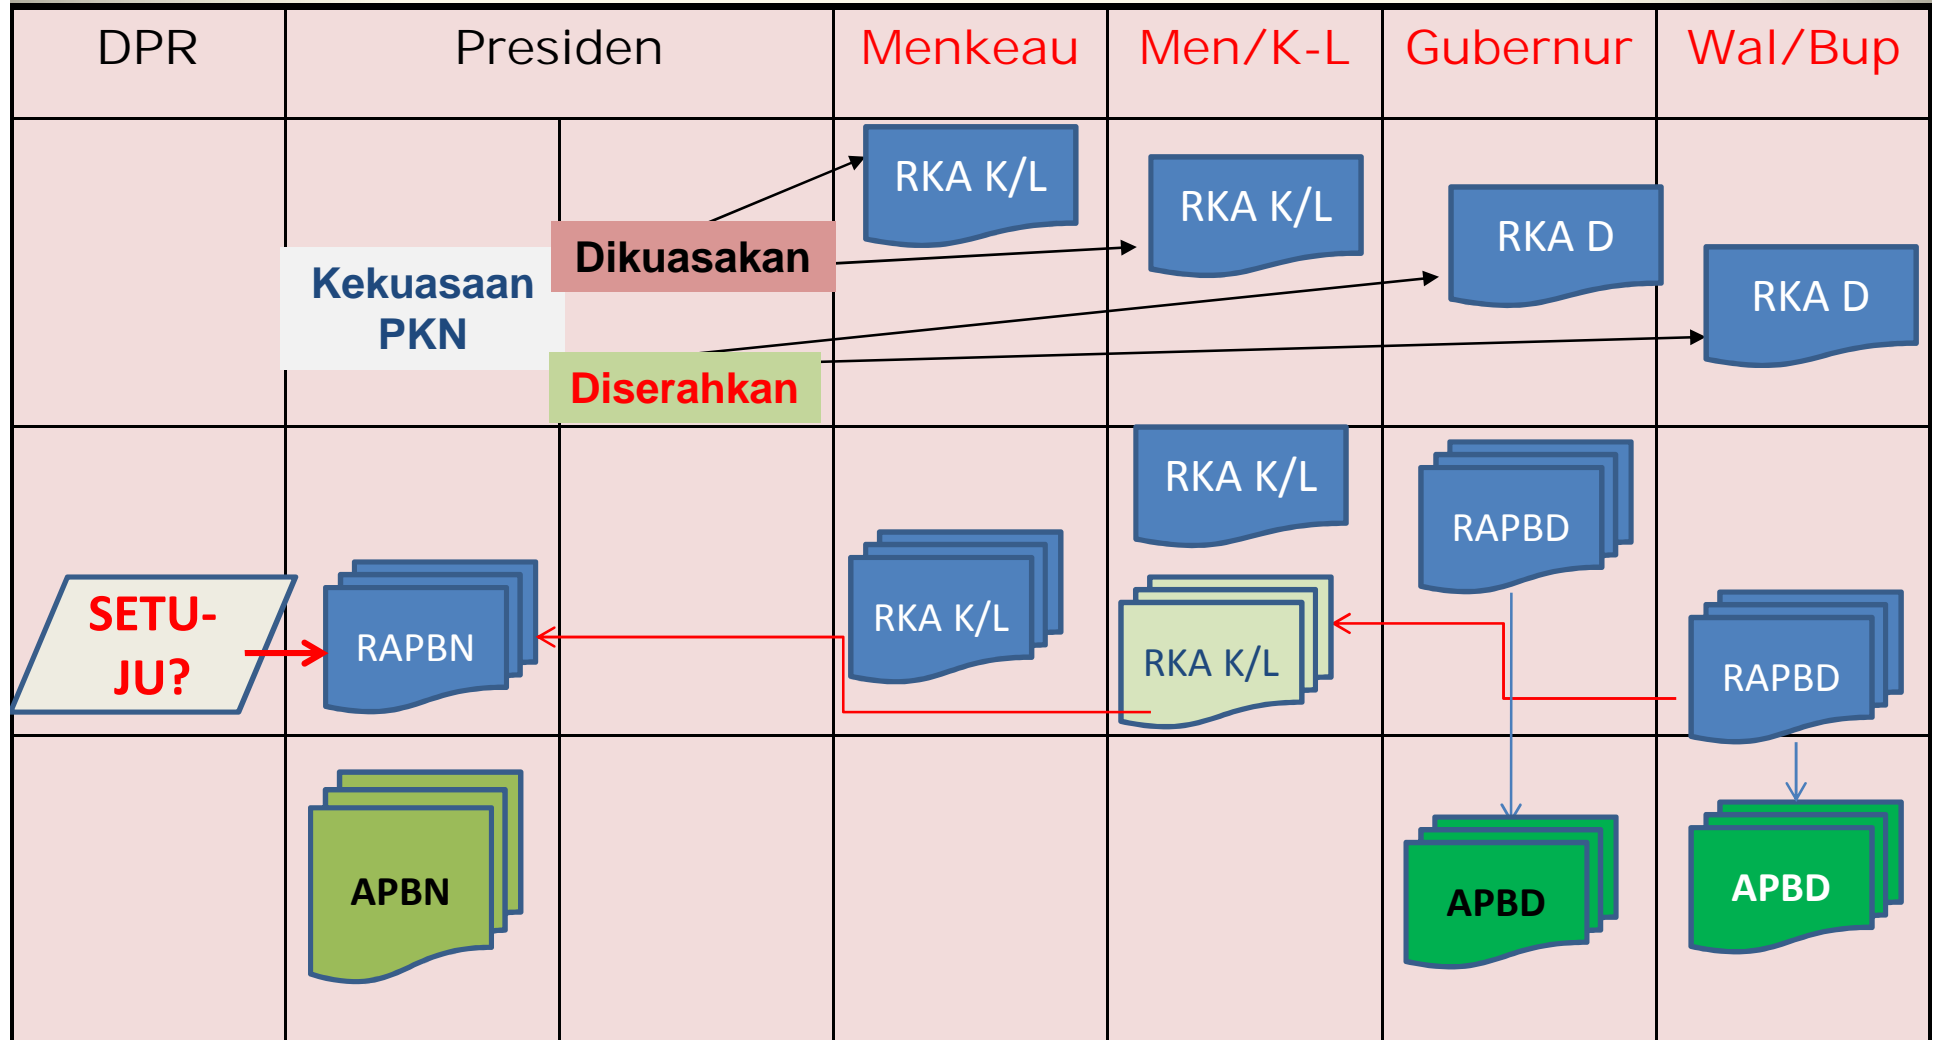 DPR
Presiden
Menkeau
Men/K-L
Gubernur
Wal/Bup
RKA K/L
RKA K/L
RKA D
RKA D
Dikuasakan
Kekuasaan
PKN
Diserahkan
RKA K/L
RAPBD
SETU-
JU?
RAPBN
RKA K/L
RKA K/L
RAPBD
APBN
APBD
APBD